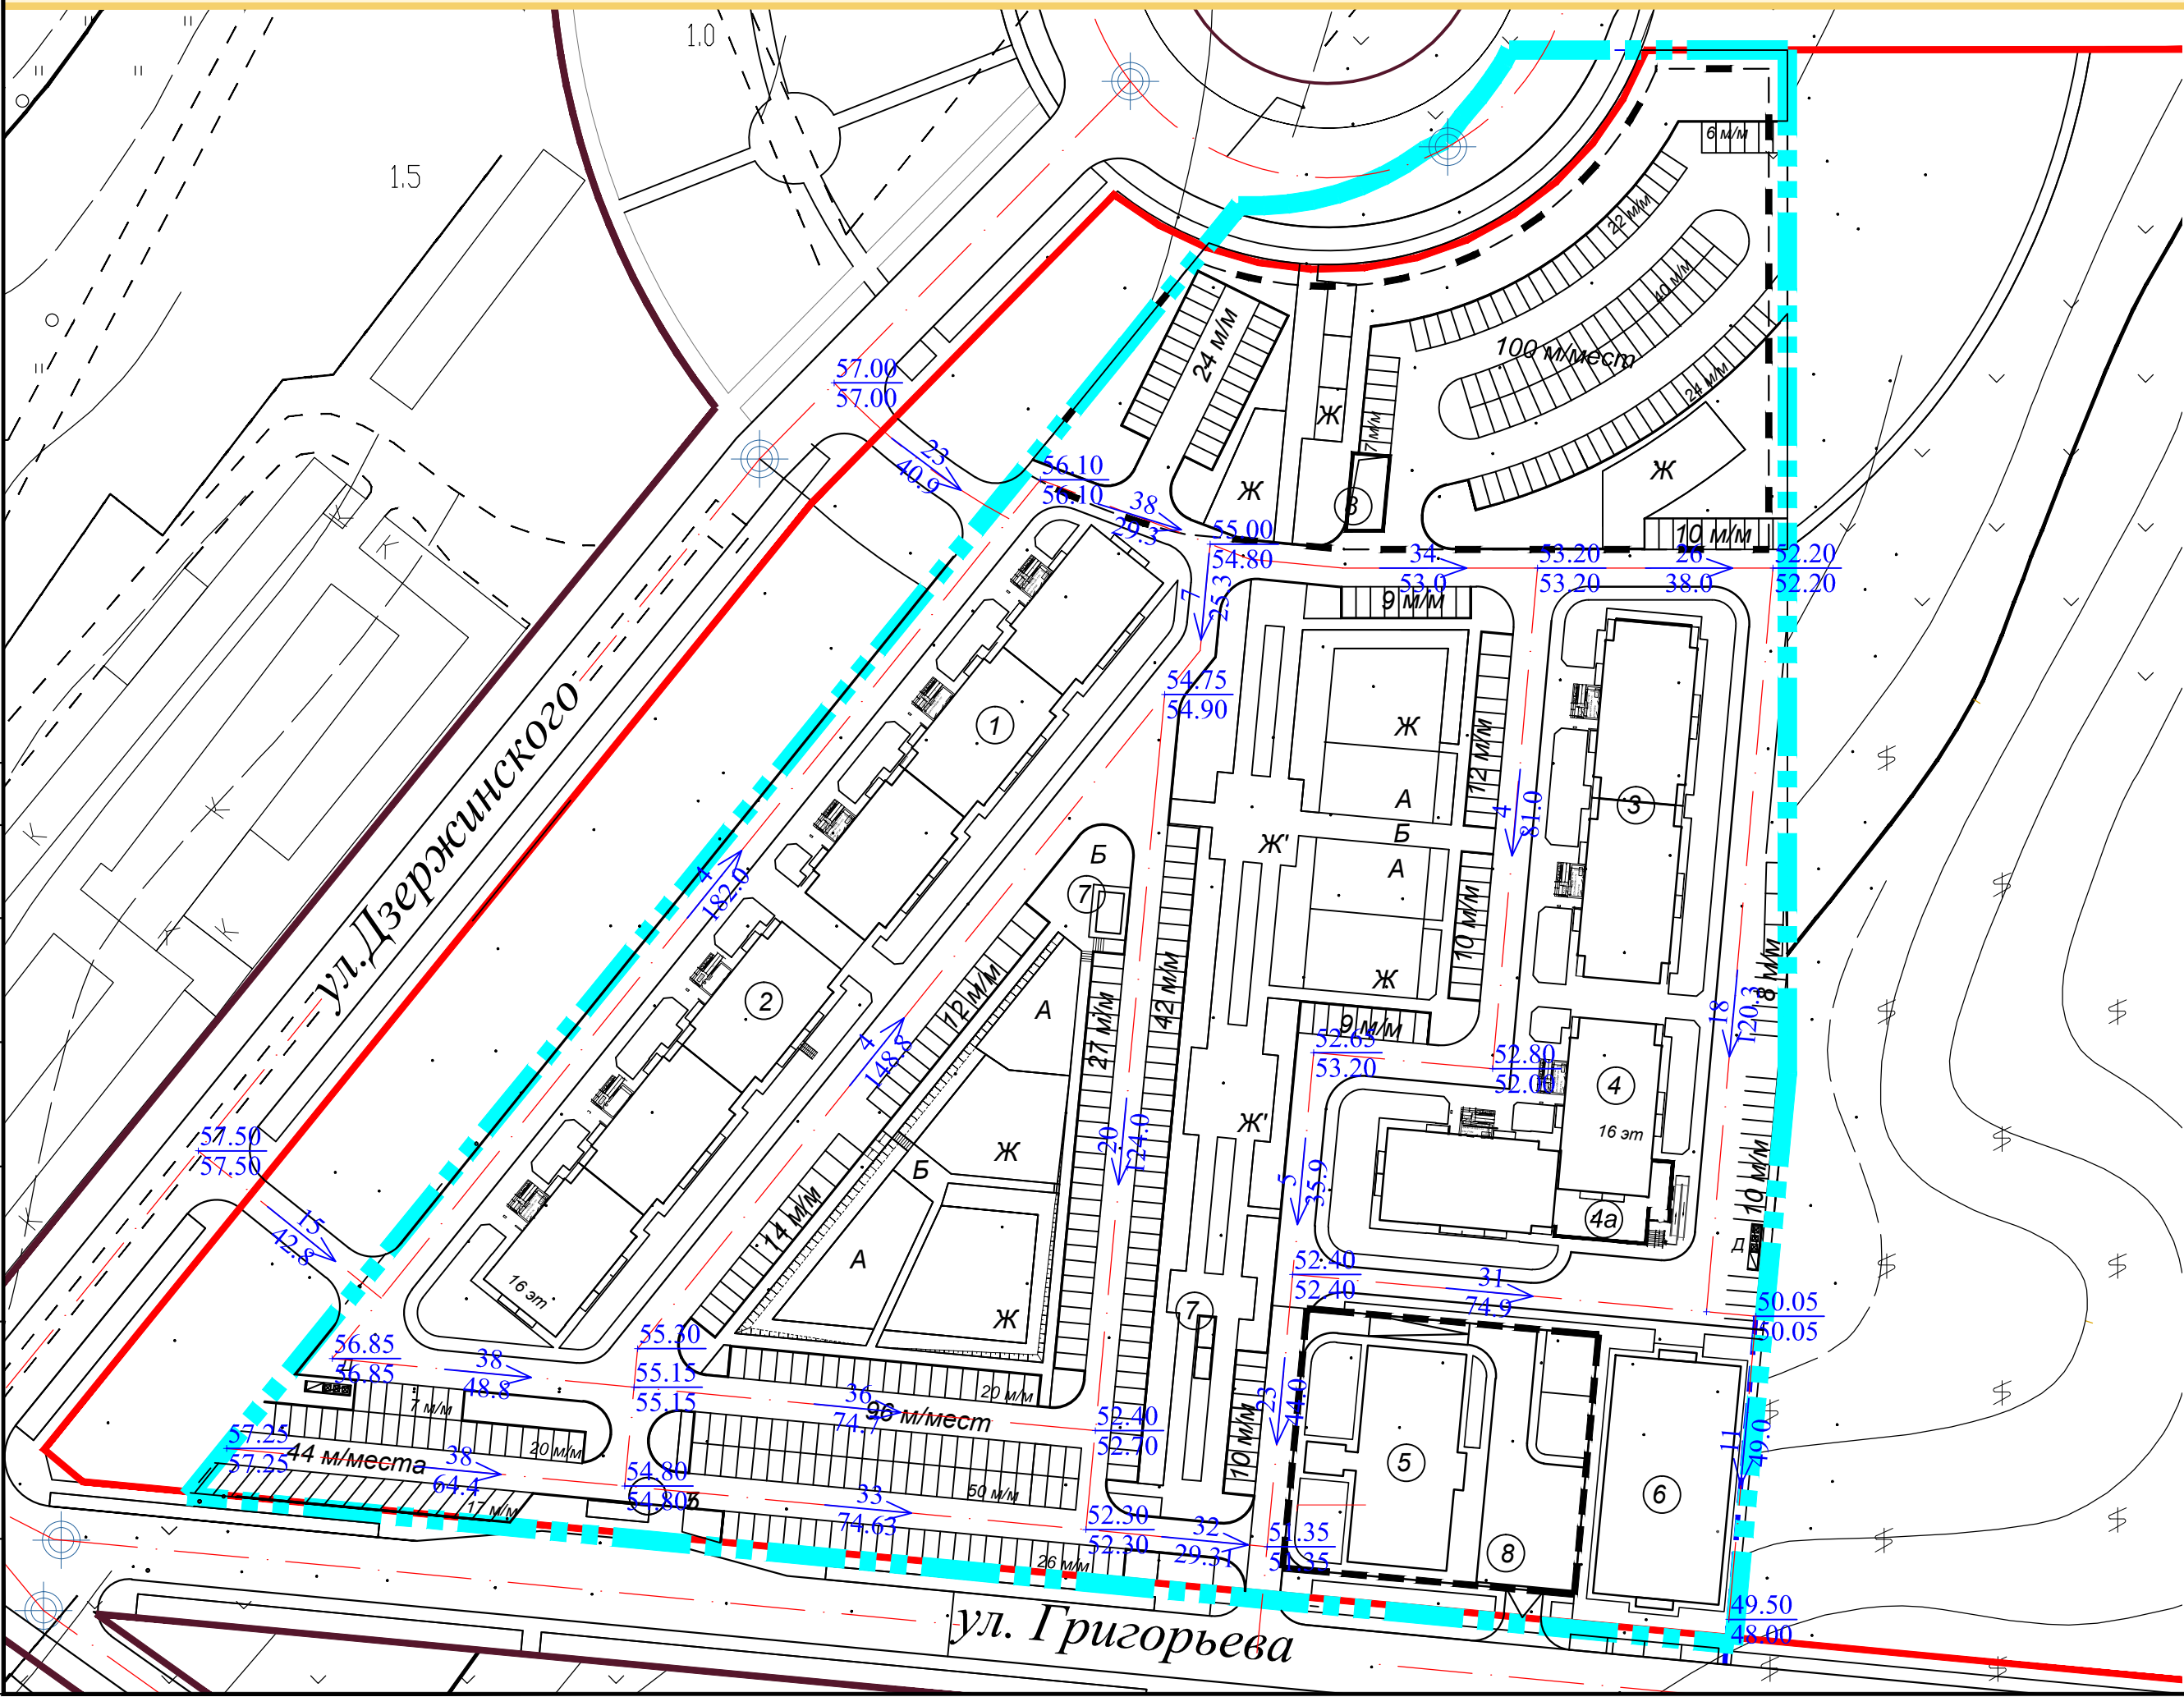 1.0
1.5
6 м/м
22 м/м
40 м/м
100 м/мест
24 м/м
24 м/м
7 м/м
Ж
Ж
Ж
10 м/м
57.00
57.00
23
40.9
56.10
56.10
38
29.3
55.00
54.80
34
53.0
53.20
53.20
26
38.0
52.20
52.20
7
25.3
9 м/м
54.75
54.90
К
К
ул.Дзержинского
1
Ж
12 м/м
А
Б
А
4
81.0
3
Ж'
Б
7
4
182.0
К
К
К
К
2
12 м/м
А
27 м/м
42 м/м
10 м/м
Ж
8 м/м
18
120.3
9 м/м
52.65
53.20
52.80
52.00
4
148.8
4
16 эт
Ж'
Ж
Б
20
124.0
5
35.9
10 м/м
4а
Д
57.50
57.50
15
42.8
К
14 м/м
А
Ж
16 эт
7
52.40
52.40
31
74.9
50.05
50.05
56.85
56.85
38
48.8
55.30
55.15
55.15
36
74.7
20 м/м
96 м/мест
52.40
52.70
7 м/м
20 м/м
57.25
57.25
44 м/места
38
64.4
17 м/м
54.80
54.80
50 м/м
33
74.63
26 м/м
52.30
52.30
32
29.31
10 м/м
23
44.0
51.35
51.35
5
6
8
11
49.0
49.50
48.00
ул. Григорьева